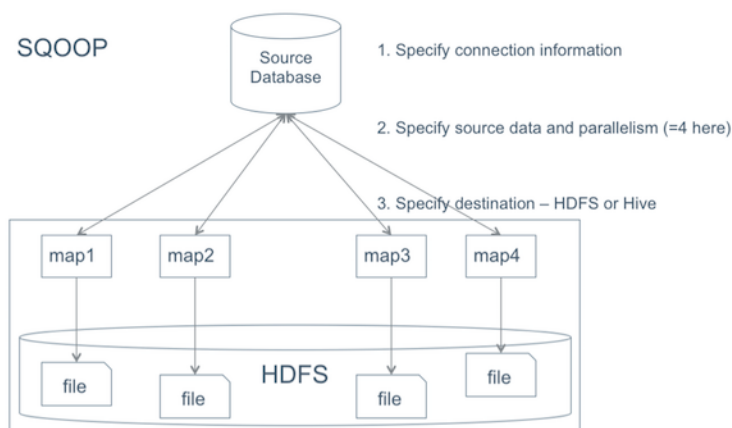 SQOOP
Source
Database
1. Specify connection information
2. Specify source data and parallelism (=4 here)
3. Specify destination – HDFS or Hive
map1
map2
map3
map4
HDFS
file
file
file
file